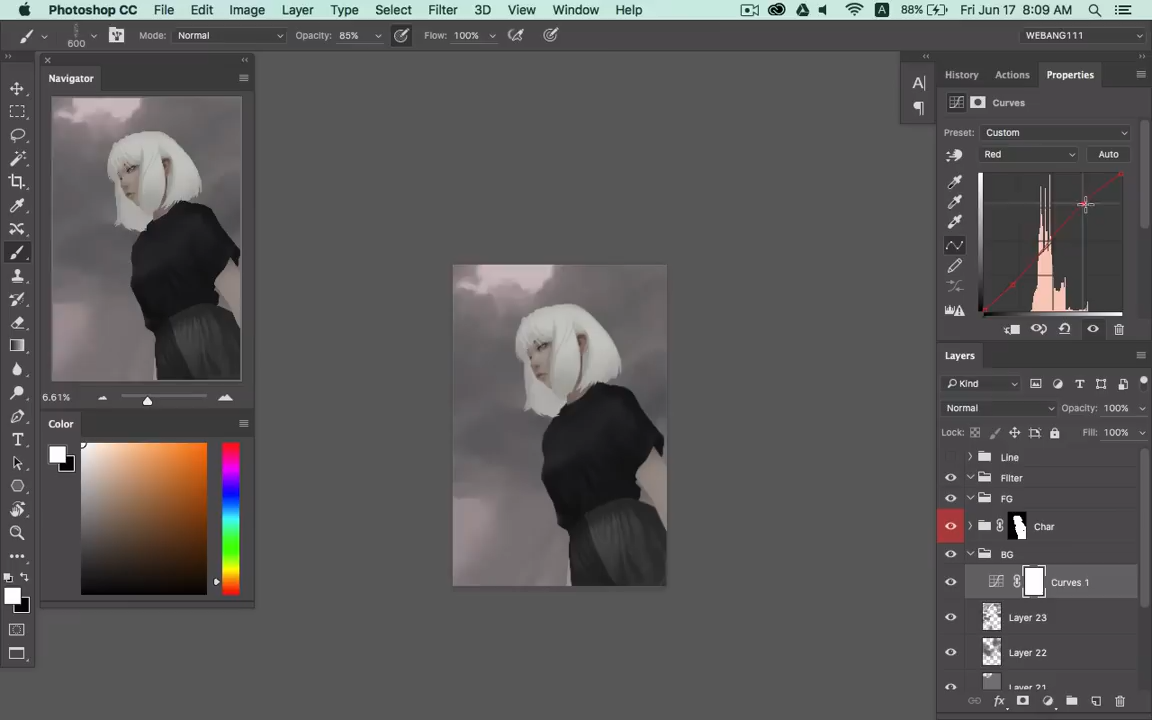 Photoshop CC File Edit Image Layer Type Select Filter 3D View Window Help A 88% Fri Jun 17 8:09 AM
600 Mode: Normal Opacity: 85% Flow: 100% WEBANG111
Navigator
6.61%
Color
History Actions Properties
Curves
Preset: Custom
Red Auto
Layers
Kind
Normal Opacity: 100%
Lock: Fill: 100%
Line
Filter
FG
Char
BG
Curves 1
Layer 23
Layer 22
Layer 21